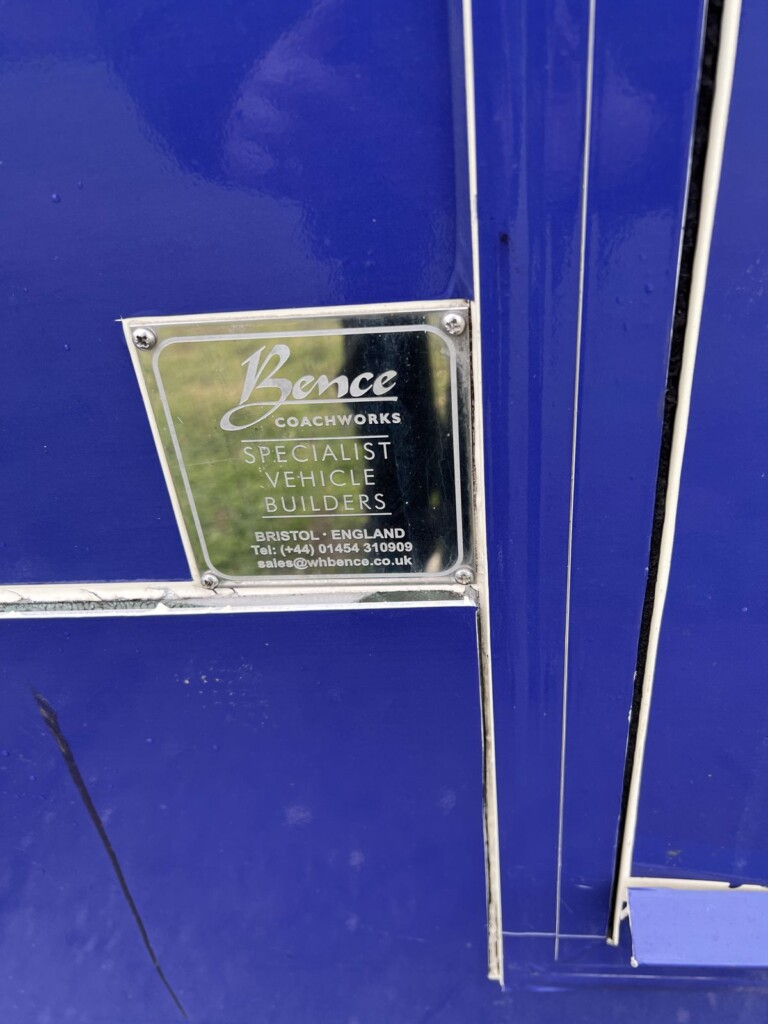 Bence
COACHWORKS
SPECIALIST
VEHICLE
BUILDERS
BRISTOL · ENGLAND
Tel: (+44) 01454 310909
sales@whbence.co.uk